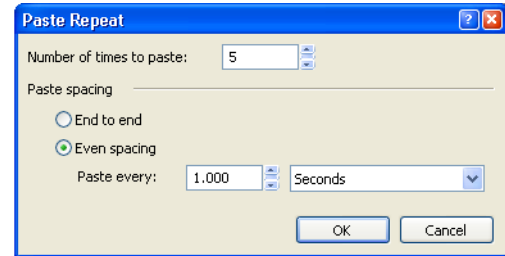 Paste Repeat
Number of times to paste: 5
Paste spacing
End to end
Even spacing
Paste every: 1.000 Seconds
OK Cancel